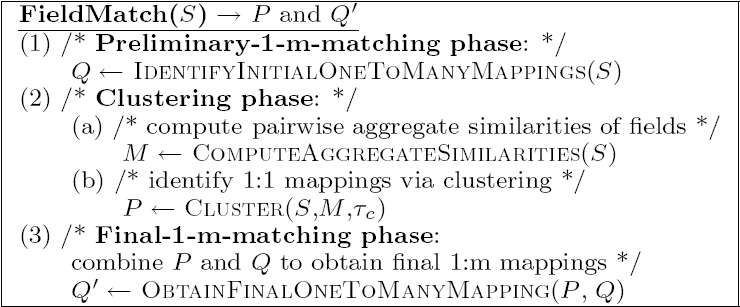 FieldMatch(S) → P and Q′
(1) /* Preliminary-1-m-matching phase: */
Q ← IDENTIFYINITIALONETOMANYMAPPINGS(S)
(2) /* Clustering phase: */
(a) /* compute pairwise aggregate similarities of fields */
M ← COMPUTEAGGREGATESIMILARITIES(S)
(b) /* identify 1:1 mappings via clustering */
P ← CLUSTER(S,M,τc)
(3) /* Final-1-m-matching phase:
combine P and Q to obtain final 1:m mappings */
Q′ ← OBTAINFINALONETOMANYMAPPING(P, Q)